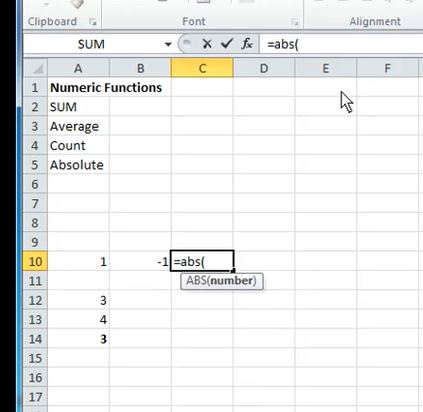 Clipboard Font Alignment
SUM fx =abs(
A B C D E F
1 Numeric Functions
2 SUM
3 Average
4 Count
5 Absolute
6
7
8
9
10 1 -1 =abs(
11 ABS(number)
12 3
13 4
14 3
15
16
17